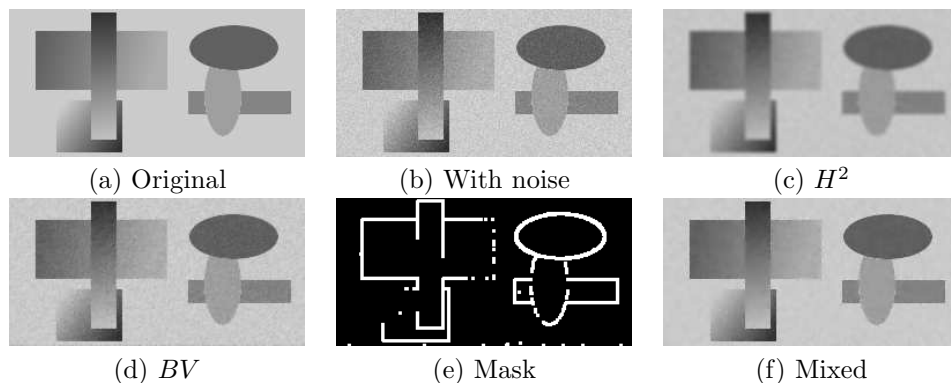 (a) Original
(b) With noise
(c) H²
(d) BV
(e) Mask
(f) Mixed